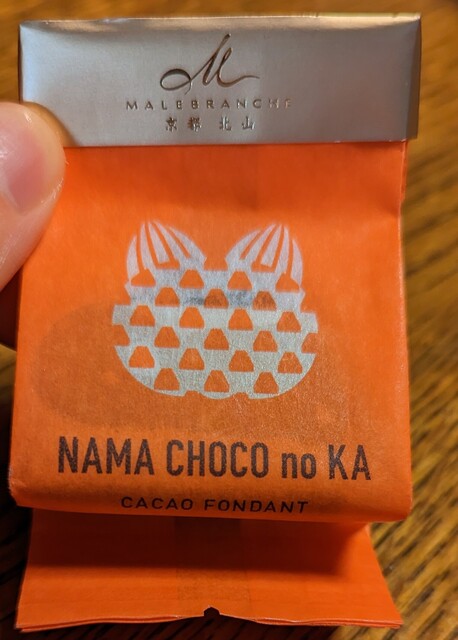 M
MALEBRANCHE
京都 北山
NAMA CHOCO no KA
CACAO FONDANT